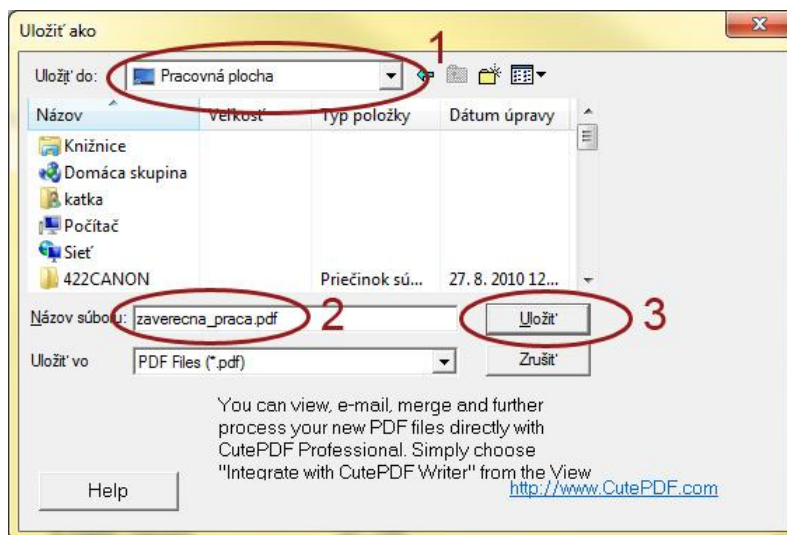 Uložiť ako
1
Uložiť do: Pracovná plocha
Názov Veľkosť Typ položky Dátum úpravy
Knižnice
Domáca skupina
katka
Počítač
Sieť
422CANON Priečinok sú... 27. 8. 2010 12...
Názov súboru: zaverecna_praca.pdf 2 Uložiť 3
Uložiť vo PDF Files (*.pdf) Zrušiť
You can view, e-mail, merge and further
process your new PDF files directly with
CutePDF Professional. Simply choose
"Integrate with CutePDF Writer" from the View
Help http://www.CutePDF.com